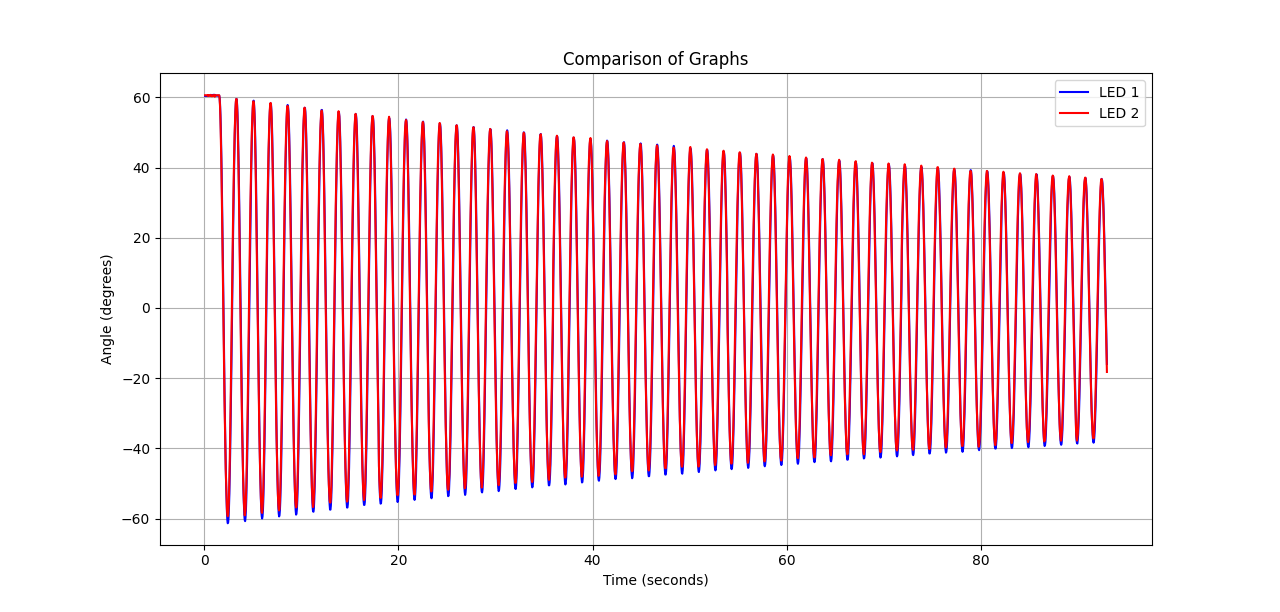 Comparison of Graphs
LED 1
LED 2
60
40
20
0
−20
−40
−60
Angle (degrees)
0
20
40
60
80
Time (seconds)